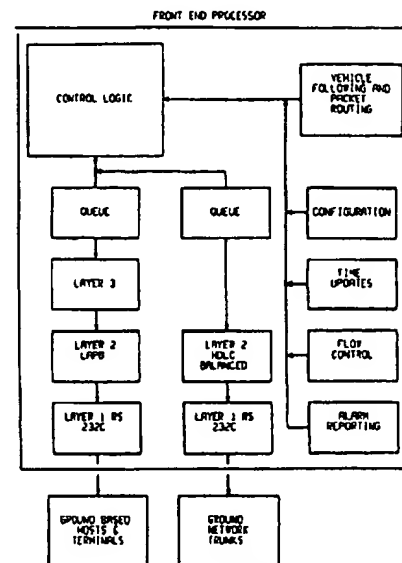 FRONT END PROCESSOR
CONTROL LOGIC
VEHICLE
FOLLOWING AND
PACKET
ROUTING
QUEUE
QUEUE
CONFIGURATION
LAYER 3
TIME
UPDATES
LAYER 2
LAPB
LAYER 2
HDLC
BALANCED
FLOW
CONTROL
LAYER 1 RS
232C
LAYER 1 RS
232C
ALARM
REPORTING
GROUND BASED
HOSTS &
TERMINALS
GROUND
NETWORK
TRUNKS